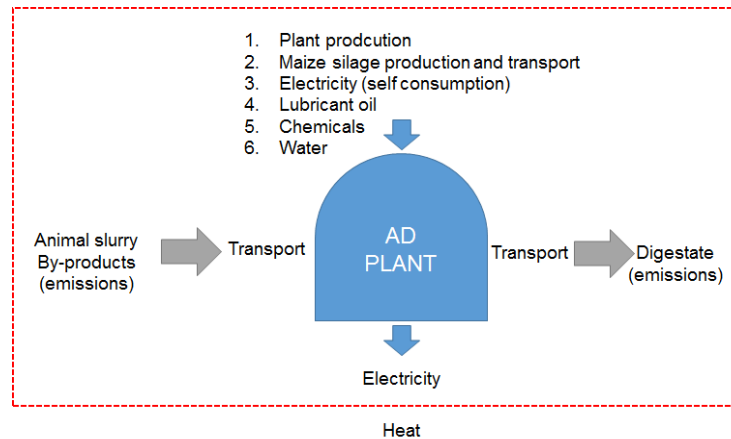 1. Plant prodcution
2. Maize silage production and transport
3. Electricity (self consumption)
4. Lubricant oil
5. Chemicals
6. Water
Animal slurry
By-products
(emissions)
Transport
AD
PLANT
Transport
Digestate
(emissions)
Electricity
Heat